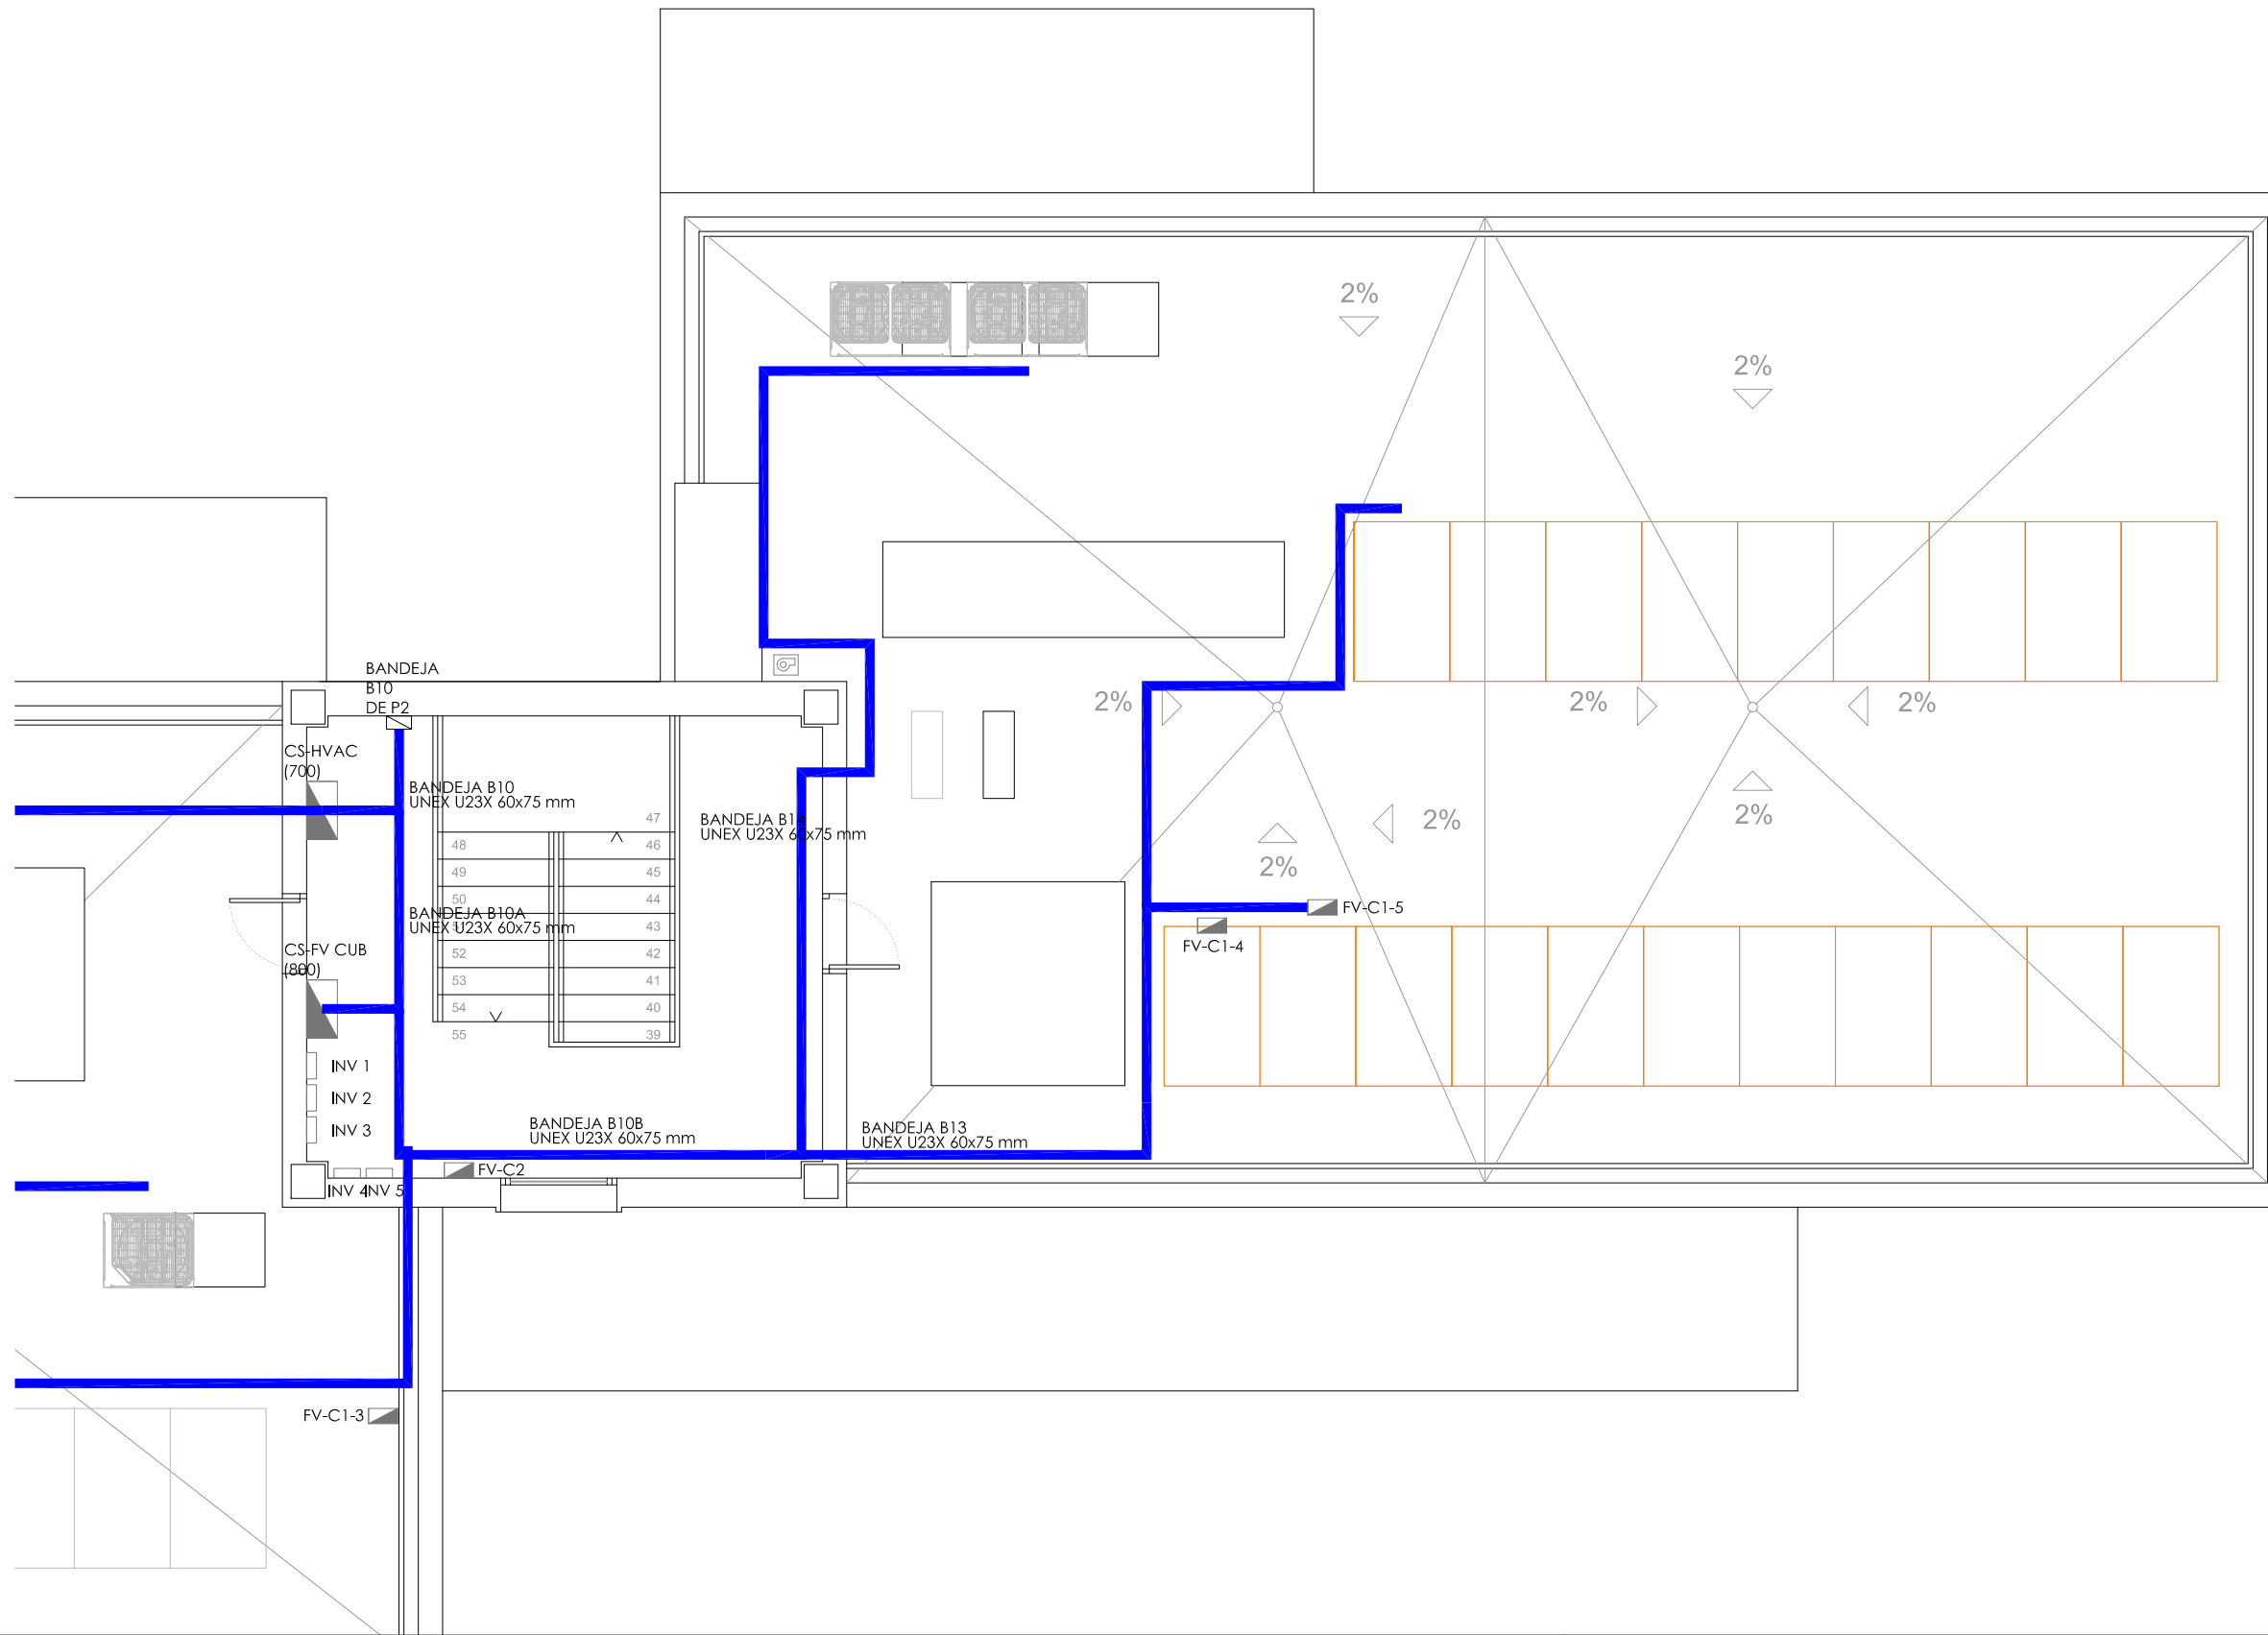 2%
2%
BANDEJA
B10
DE P2
2%
2%
2%
CS-HVAC
(700)
BANDEJA B10
UNEX U23X 60x75 mm
BANDEJA B14
UNEX U23X 60x75 mm
2%
2%
2%
47
48
46
49
45
50
44
BANDEJA B10A
UNEX U23X 60x75 mm
43
FV-C1-5
FV-C1-4
CS-FV CUB
(800)
52
42
53
41
54
40
55
39
INV 1
INV 2
INV 3
BANDEJA B10B
UNEX U23X 60x75 mm
BANDEJA B13
UNEX U23X 60x75 mm
FV-C2
INV 4
INV 5
FV-C1-3